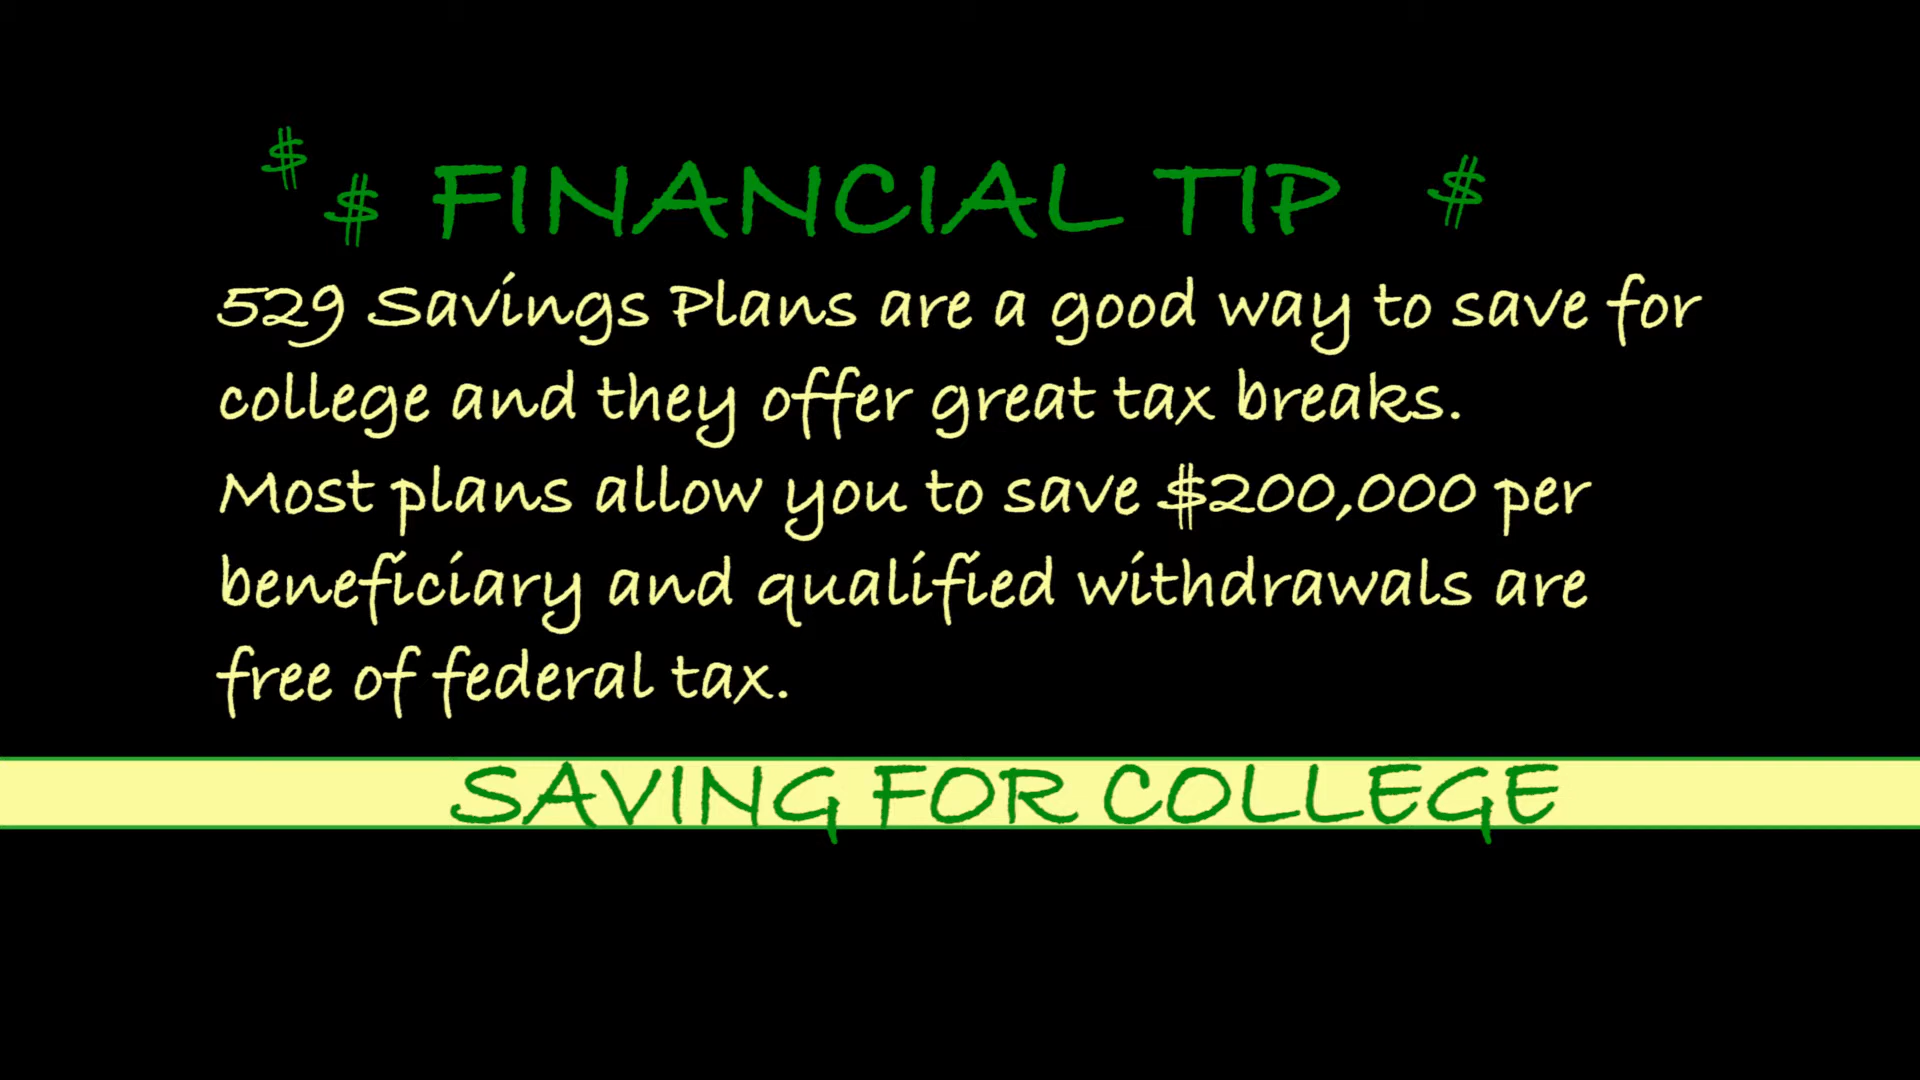 $ $ FINANCIAL TIP $
529 Savings Plans are a good way to save for
college and they offer great tax breaks.
Most plans allow you to save $200,000 per
beneficiary and qualified withdrawals are
free of federal tax.
SAVING FOR COLLEGE